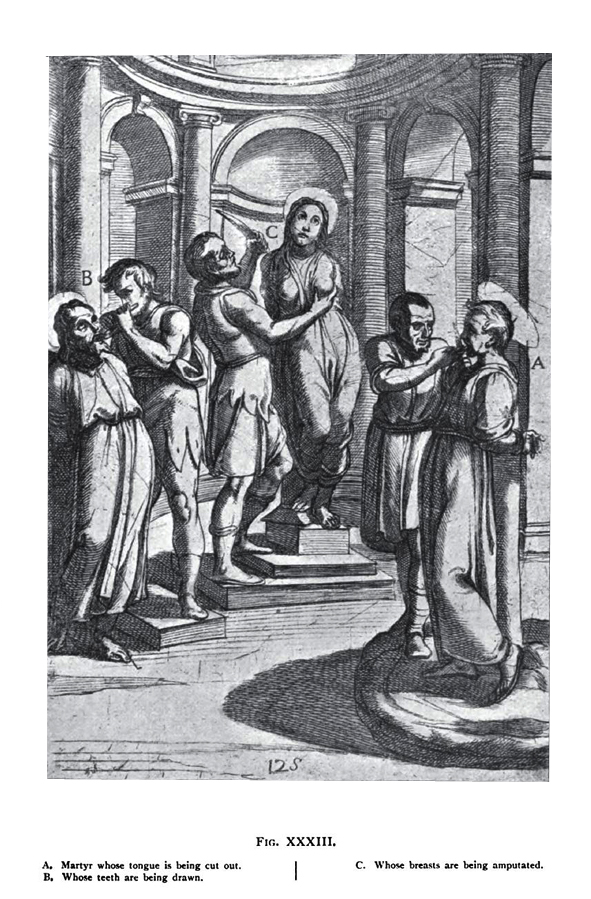 B
C
A
125
FIG. XXXIII.
A. Martyr whose tongue is being cut out.
B. Whose teeth are being drawn.
C. Whose breasts are being amputated.